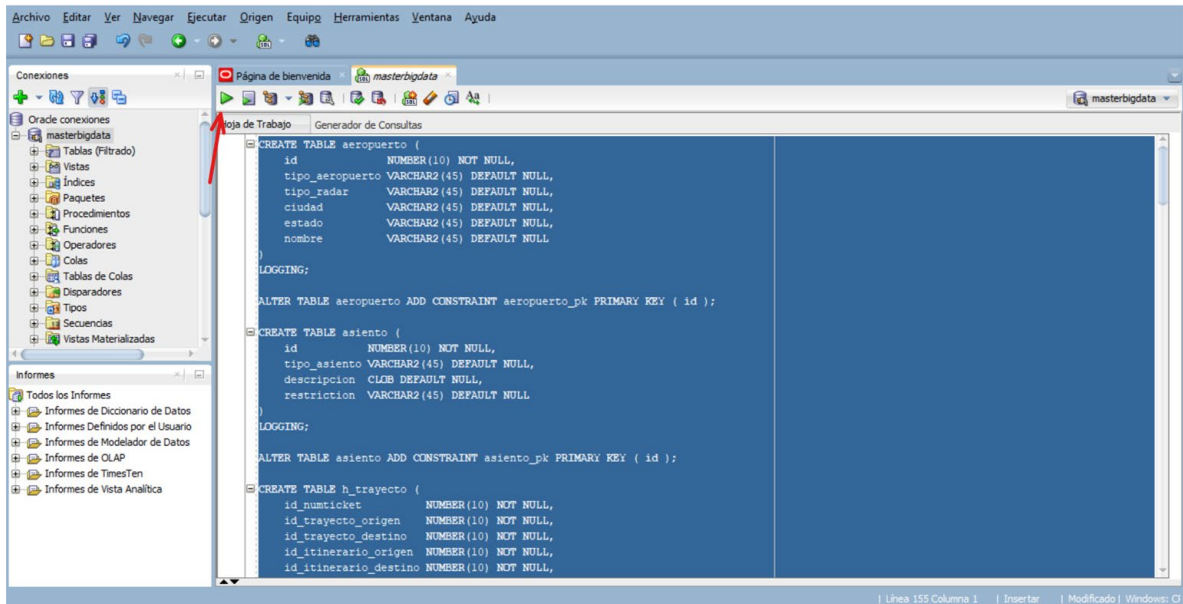 Archivo Editar Ver Navegar Ejecutar Origen Equipo Herramientas Ventana Ayuda
Conexiones
Oracle conexiones
masterbigdata
Tablas (Filtrado)
Vistas
Índices
Paquetes
Procedimientos
Funciones
Operadores
Colas
Tablas de Colas
Disparadores
Tipos
Secuencias
Vistas Materializadas
Informes
Todos los Informes
Informes de Diccionario de Datos
Informes Definidos por el Usuario
Informes de Modelador de Datos
Informes de OLAP
Informes de TimesTen
Informes de Vista Analítica
Página de bienvenida masterbigdata
masterbigdata
Hoja de Trabajo Generador de Consultas
CREATE TABLE aeropuerto (
id NUMBER(10) NOT NULL,
tipo_aeropuerto VARCHAR2(45) DEFAULT NULL,
tipo_radar VARCHAR2(45) DEFAULT NULL,
ciudad VARCHAR2(45) DEFAULT NULL,
estado VARCHAR2(45) DEFAULT NULL,
nombre VARCHAR2(45) DEFAULT NULL
)
LOGGING;
ALTER TABLE aeropuerto ADD CONSTRAINT aeropuerto_pk PRIMARY KEY ( id );
CREATE TABLE asiento (
id NUMBER(10) NOT NULL,
tipo_asiento VARCHAR2(45) DEFAULT NULL,
descripcion CLOB DEFAULT NULL,
restriction VARCHAR2(45) DEFAULT NULL
)
LOGGING;
ALTER TABLE asiento ADD CONSTRAINT asiento_pk PRIMARY KEY ( id );
CREATE TABLE h_trayecto (
id_numticket NUMBER(10) NOT NULL,
id_trayecto_origen NUMBER(10) NOT NULL,
id_trayecto_destino NUMBER(10) NOT NULL,
id_itinerario_origen NUMBER(10) NOT NULL,
id_itinerario_destino NUMBER(10) NOT NULL,
| Línea 155 Columna 1 | Insertar | Modificado | Windows: